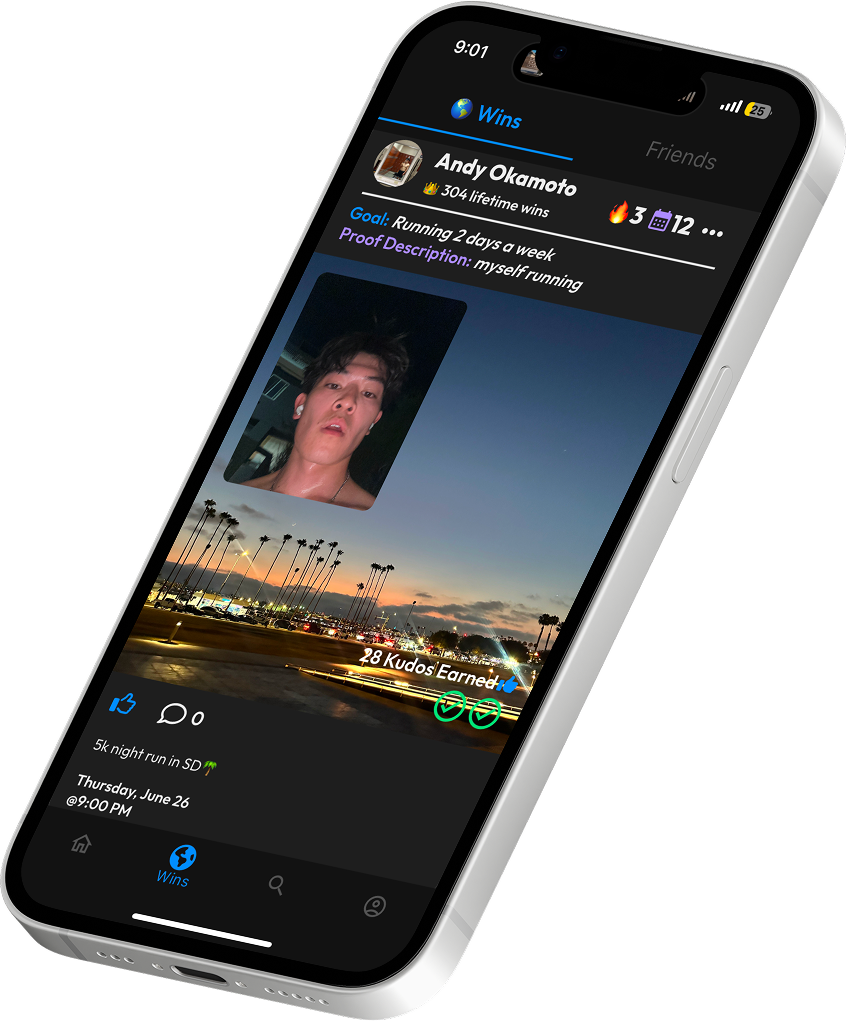 9:01
25
🌎 Wins
Friends
Andy Okamoto
👑 304 lifetime wins
🔥3 12 •••
Goal: Running 2 days a week
Proof Description: myself running
28 Kudos Earned
0
5k night run in SD🌴
Thursday, June 26
@9:00 PM
Wins